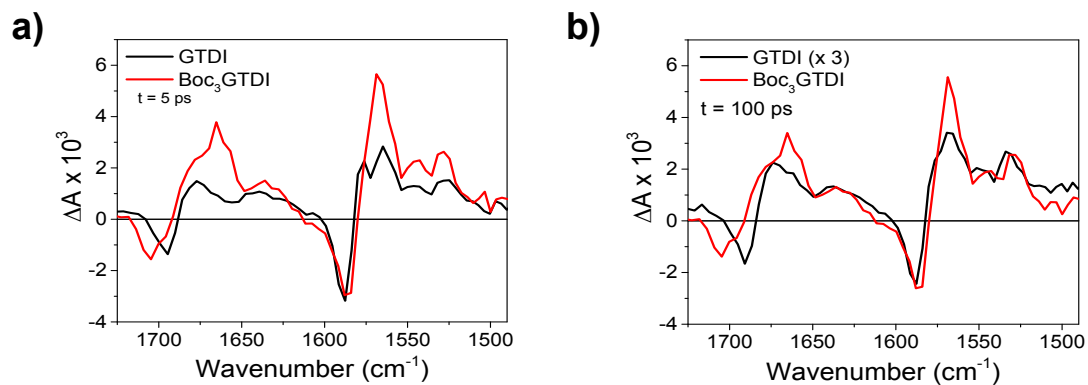 a)
GTDI
Boc₃GTDI
t = 5 ps
6
4
2
0
-2
-4
ΔA x 10³
1700
1650
1600
1550
1500
Wavenumber (cm⁻¹)
b)
GTDI (x 3)
Boc₃GTDI
t = 100 ps
6
4
2
0
-2
-4
ΔA x 10³
1700
1650
1600
1550
1500
Wavenumber (cm⁻¹)